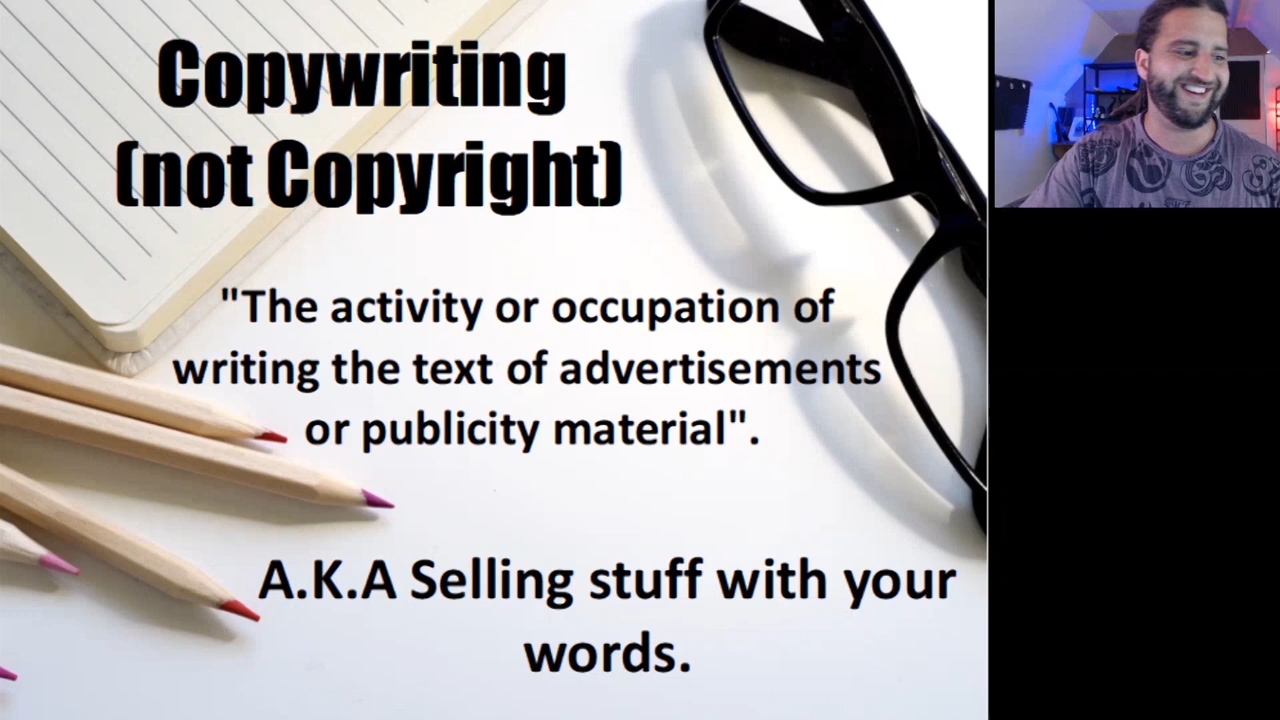 Copywriting
(not Copyright)
"The activity or occupation of
writing the text of advertisements
or publicity material".
A.K.A Selling stuff with your
words.